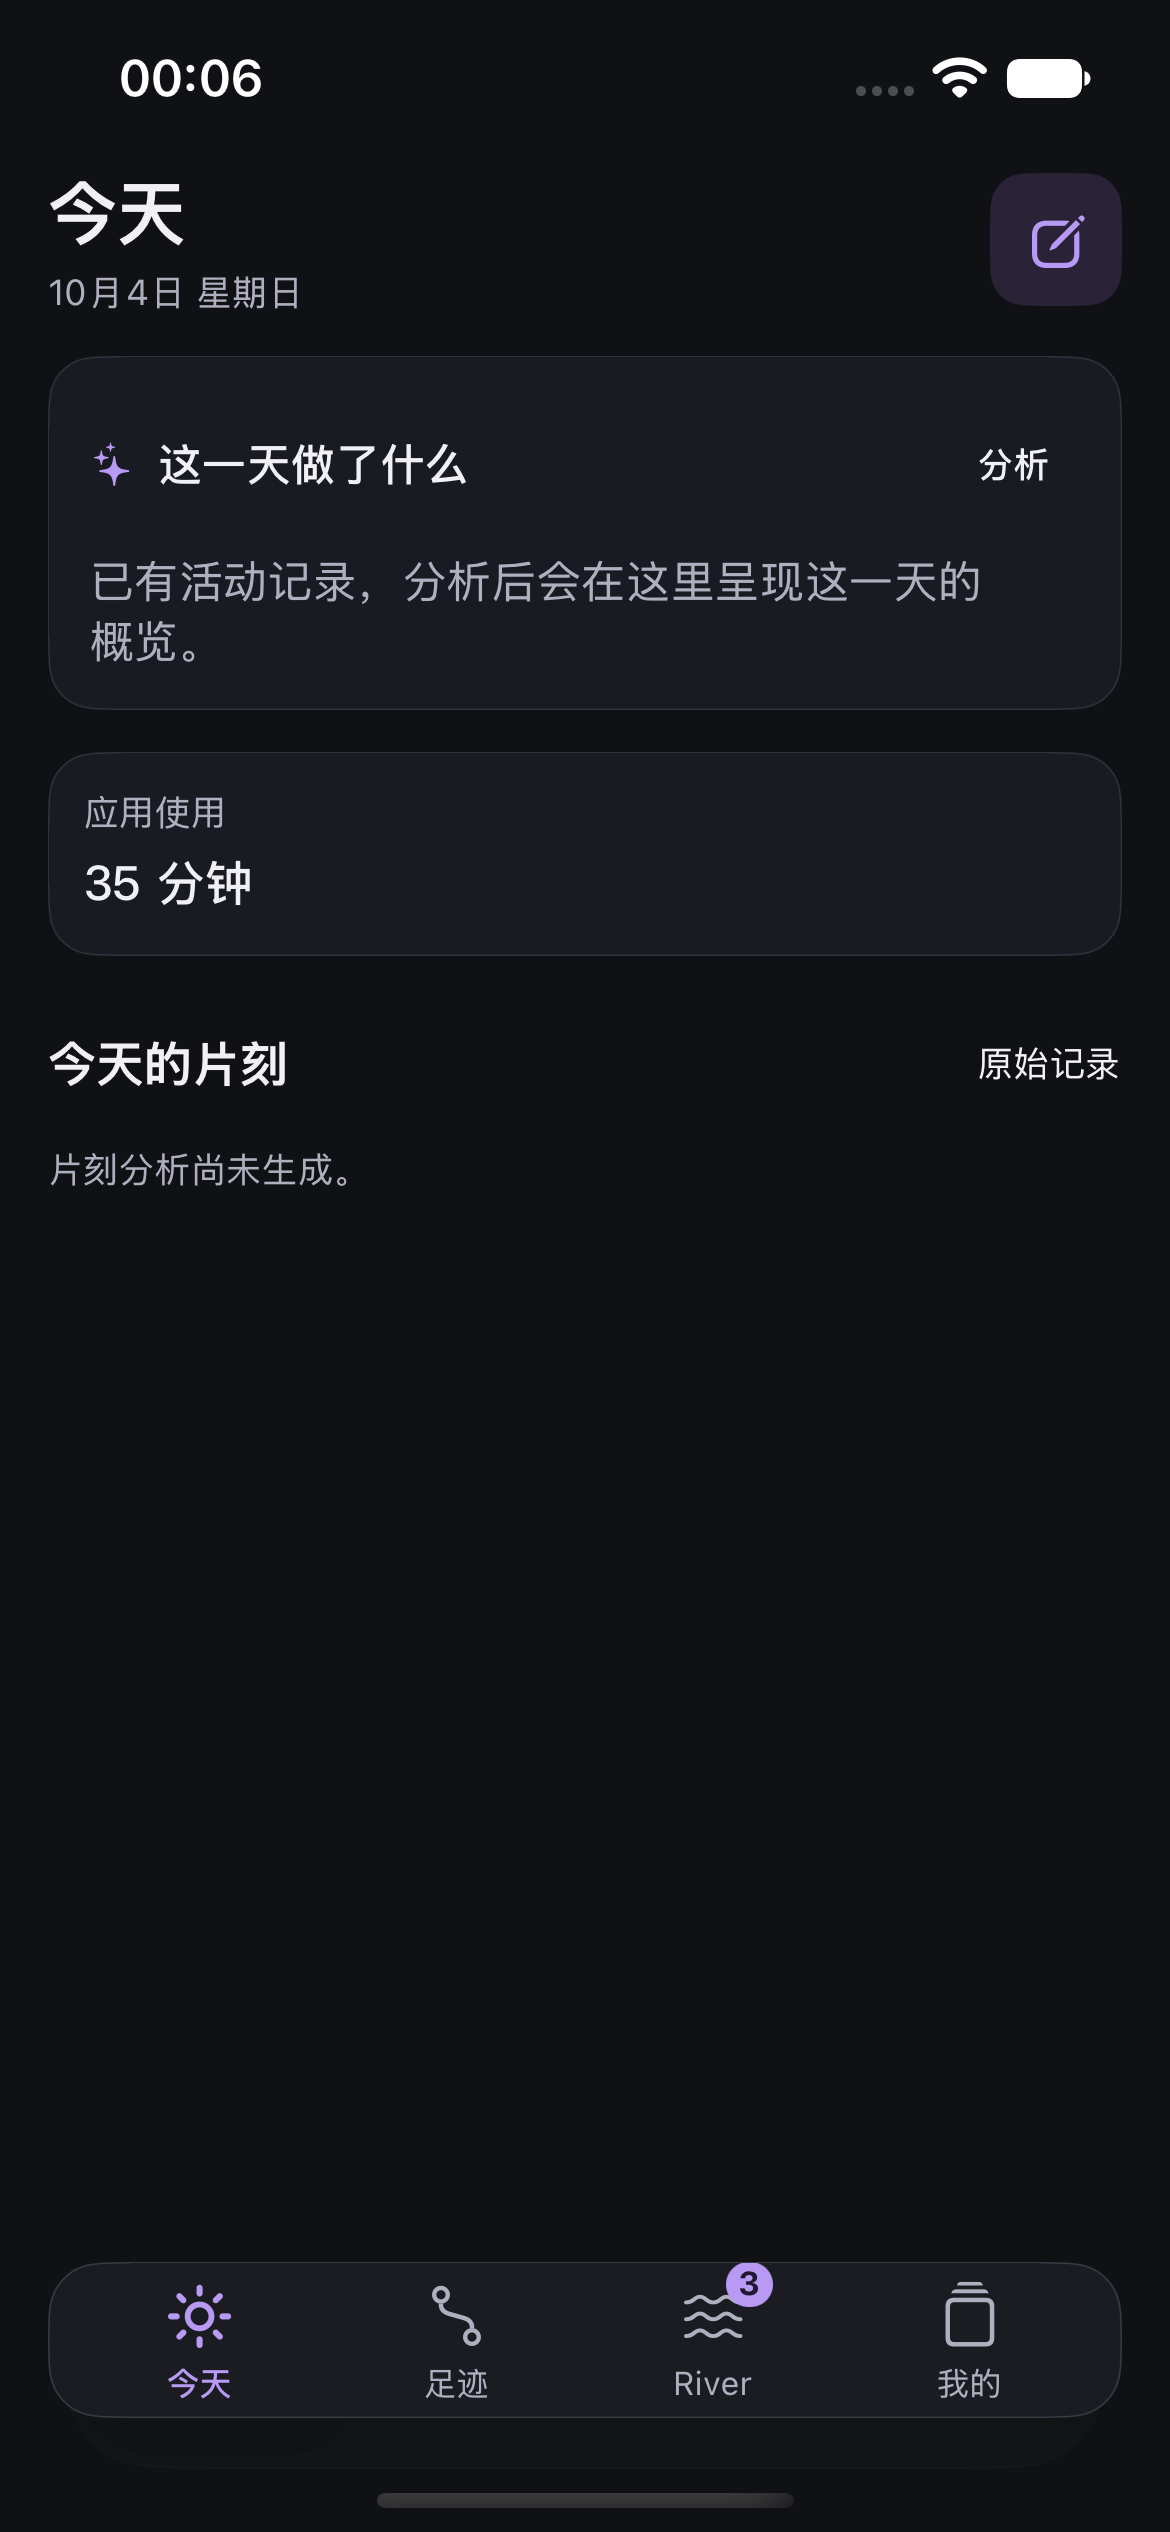 00:06
今天
10月4日 星期日
这一天做了什么
分析
已有活动记录，分析后会在这里呈现这一天的
概览。
应用使用
35 分钟
今天的片刻
原始记录
片刻分析尚未生成。
3
今天
足迹
River
我的